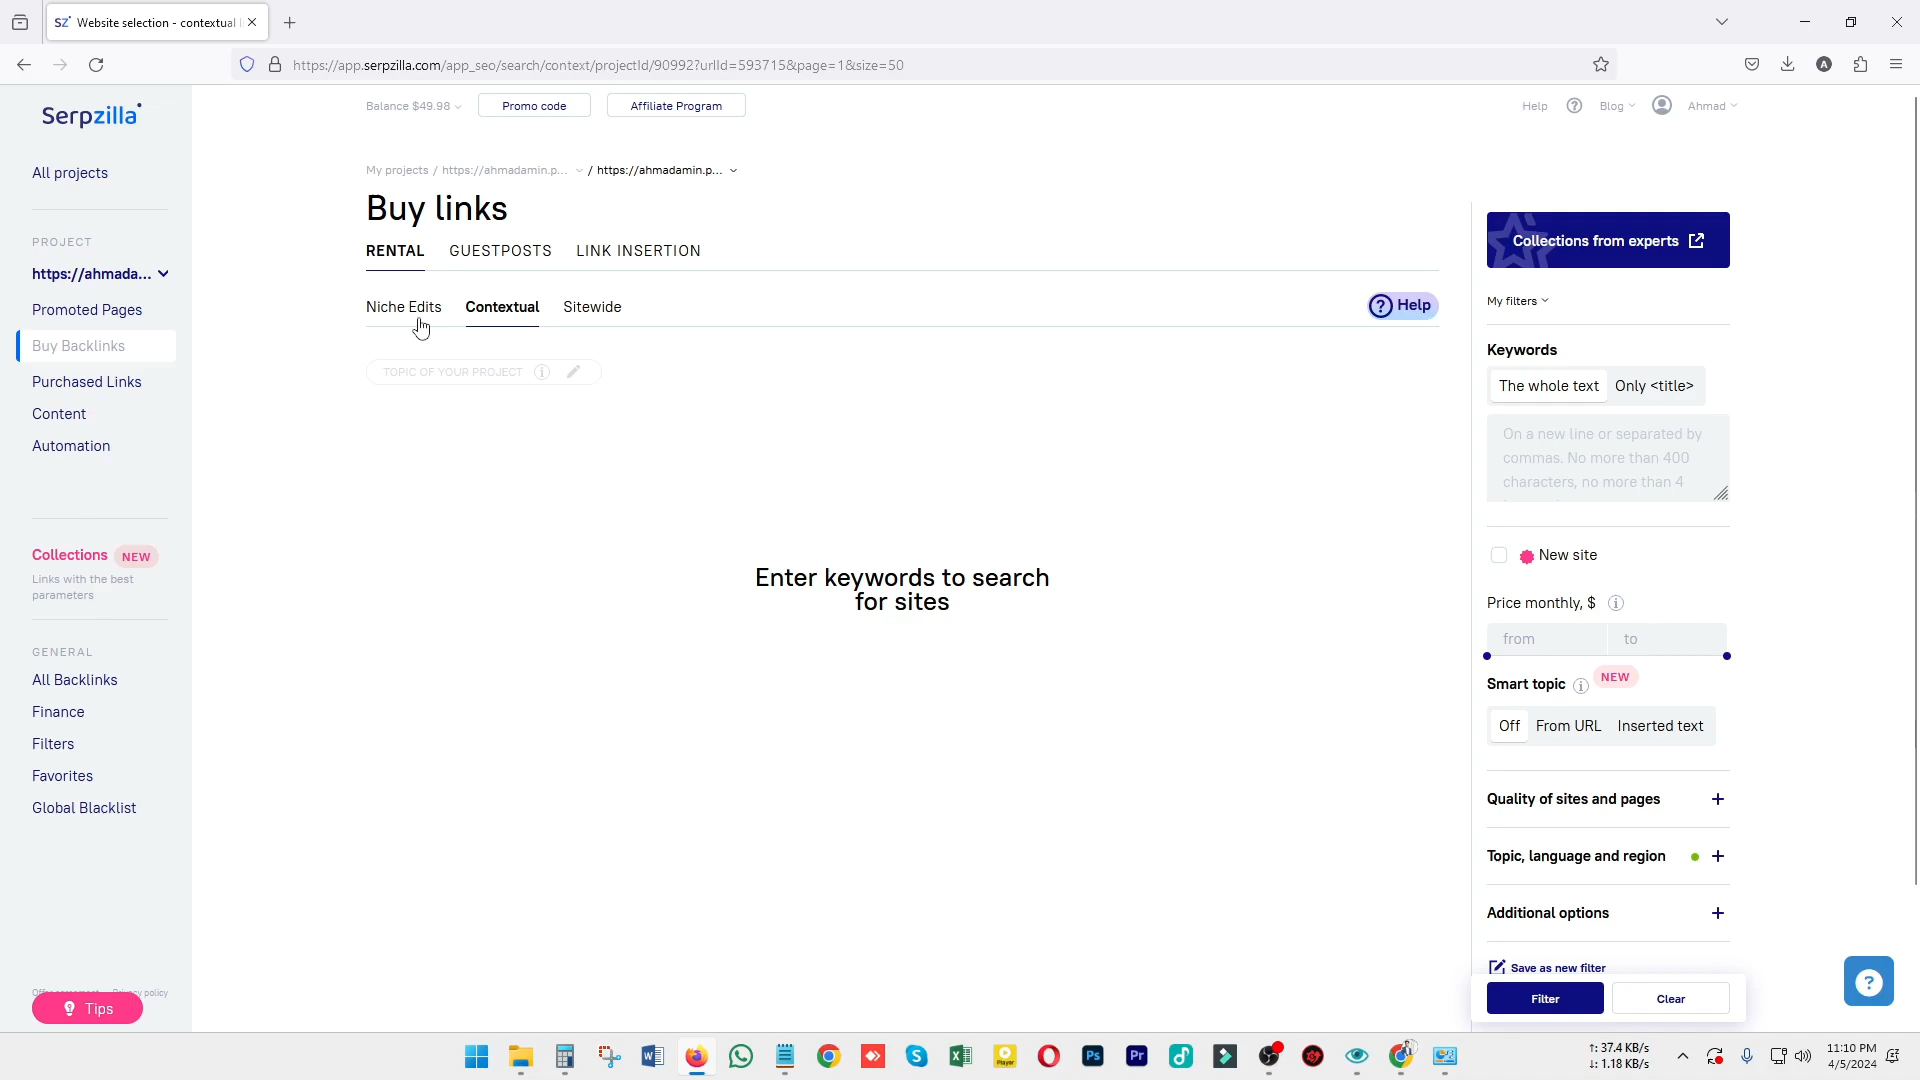 Website selection - contextual
https://app.serpzilla.com/app_seo/search/context/projectId/90992?urlId=593715&page=1&size=50
Serpzilla
Balance $49.98
Promo code
Affiliate Program
Help
Blog
Ahmad
All projects
PROJECT
https://ahmada...
Promoted Pages
Buy Backlinks
Purchased Links
Content
Automation
Collections NEW
Links with the best
parameters
GENERAL
All Backlinks
Finance
Filters
Favorites
Global Blacklist
Privacy policy
Tips
My projects / https://ahmadamin.p... / https://ahmadamin.p...
Buy links
RENTAL GUESTPOSTS LINK INSERTION
Niche Edits Contextual Sitewide
Help
TOPIC OF YOUR PROJECT
Enter keywords to search
for sites
Collections from experts
My filters
Keywords
The whole text Only <title>
On a new line or separated by
commas. No more than 400
characters, no more than 4
New site
Price monthly, $
from to
Smart topic NEW
Off From URL Inserted text
Quality of sites and pages
Topic, language and region
Additional options
Save as new filter
Filter Clear
↑: 37.4 KB/s
↓: 1.18 KB/s
11:10 PM
4/5/2024